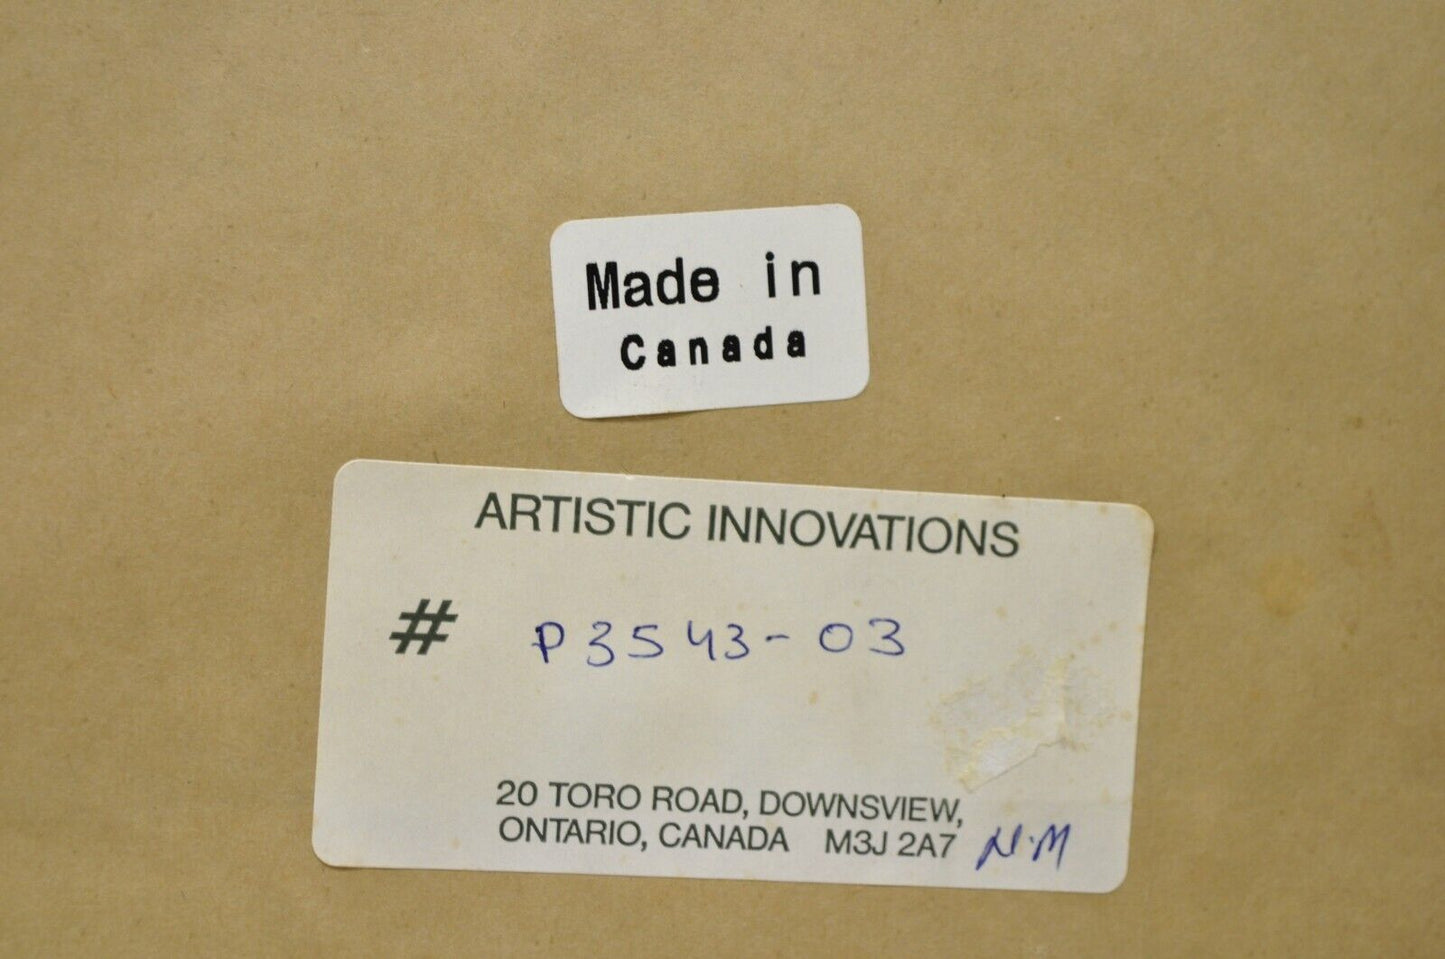 Made in
Canada
ARTISTIC INNOVATIONS
# P3543-03
20 TORO ROAD, DOWNSVIEW,
ONTARIO, CANADA M3J 2A7 N.M